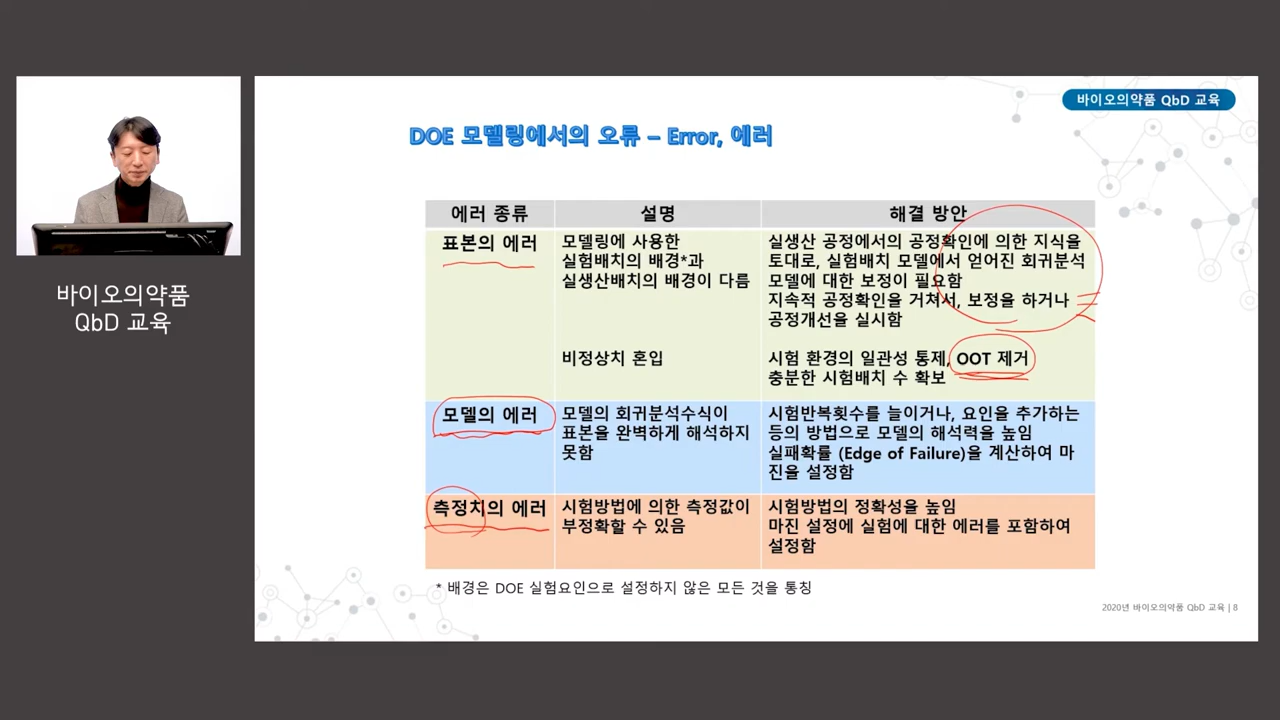 바이오의약품 QbD 교육
DOE 모델링에서의 오류 – Error, 에러
에러 종류
설명
해결 방안
표본의 에러
모델링에 사용한
실험배치의 배경*과
실생산배치의 배경이 다름
실생산 공정에서의 공정확인에 의한 지식을
토대로, 실험배치 모델에서 얻어진 회귀분석
모델에 대한 보정이 필요함
지속적 공정확인을 거쳐서, 보정을 하거나
공정개선을 실시함
비정상치 혼입
시험 환경의 일관성 통제, OOT 제거
충분한 시험배치 수 확보
모델의 에러
모델의 회귀분석수식이
표본을 완벽하게 해석하지
못함
시험반복횟수를 늘이거나, 요인을 추가하는
등의 방법으로 모델의 해석력을 높임
실패확률 (Edge of Failure)을 계산하여 마
진을 설정함
측정치의 에러
시험방법에 의한 측정값이
부정확할 수 있음
시험방법의 정확성을 높임
마진 설정에 실험에 대한 에러를 포함하여
설정함
* 배경은 DOE 실험요인으로 설정하지 않은 모든 것을 통칭
2020년 바이오의약품 QbD 교육 | 8
바이오의약품
QbD 교육